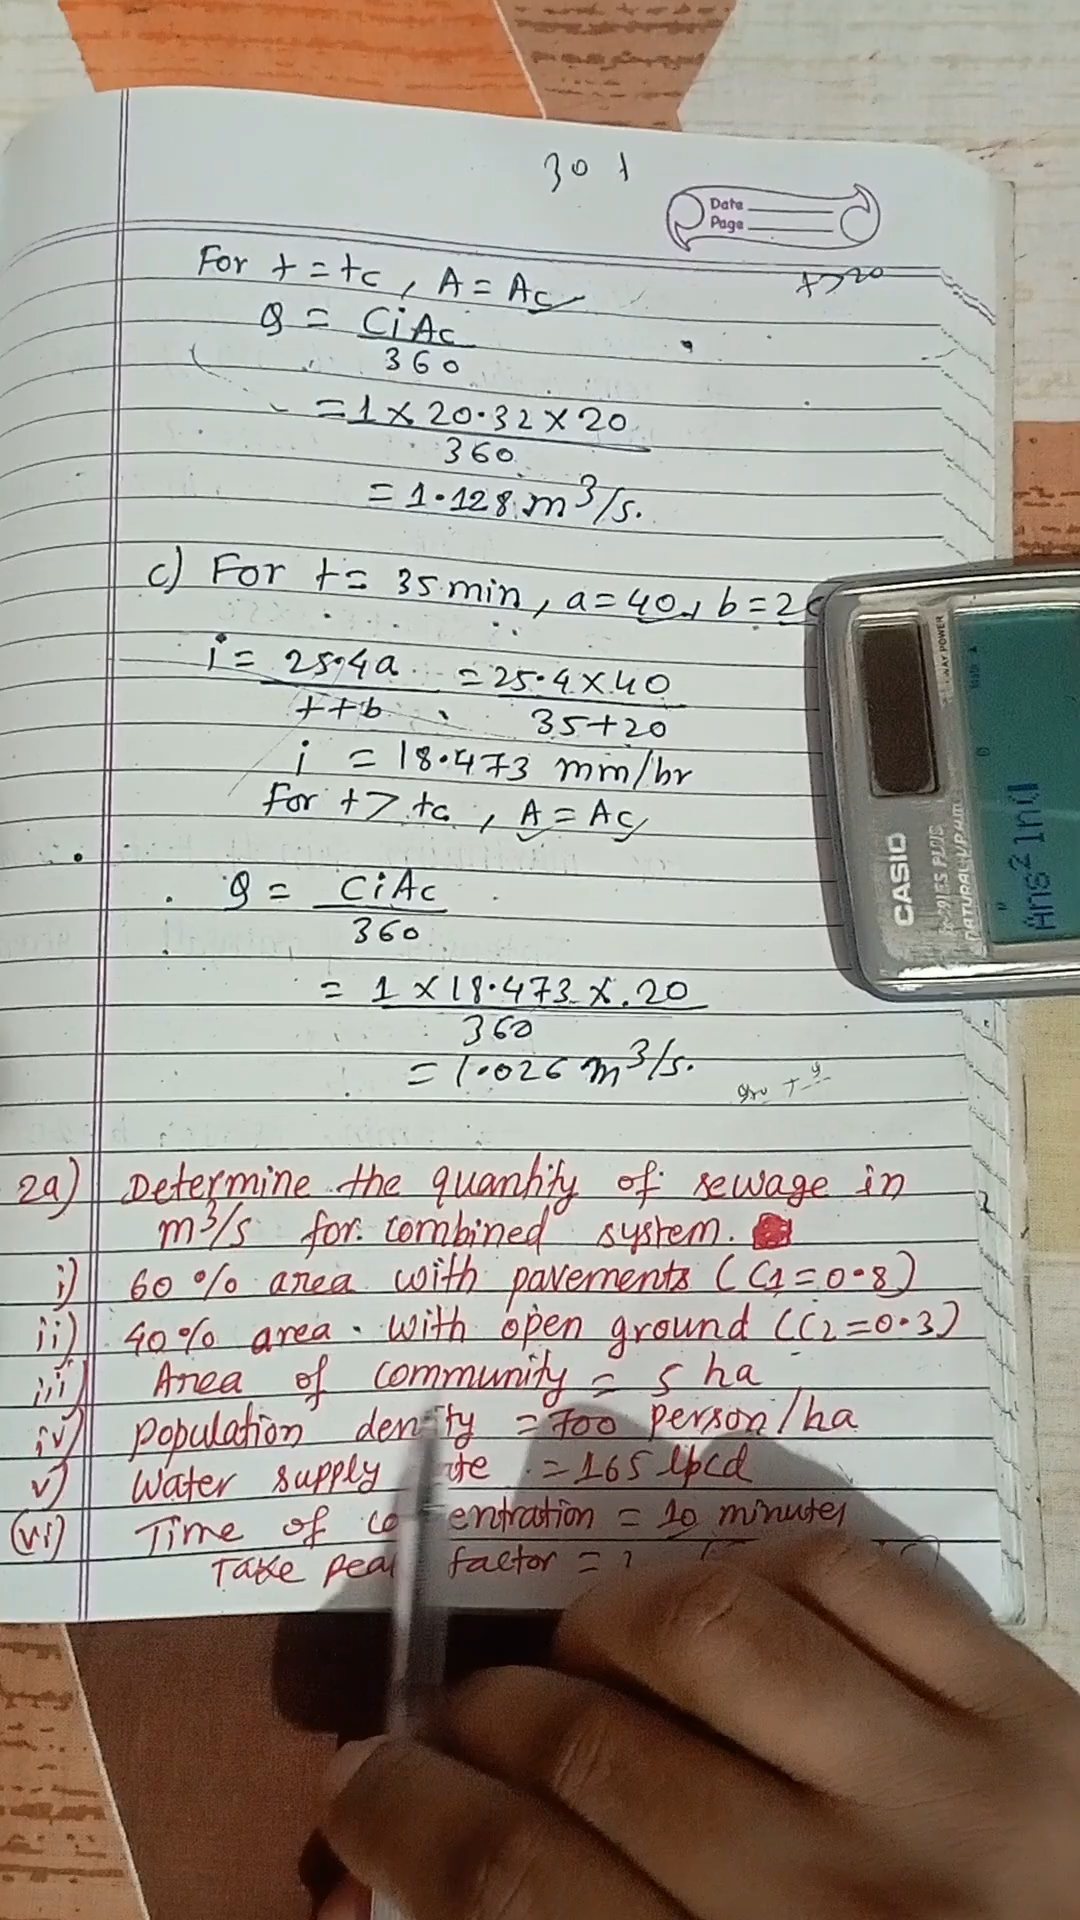 30 1
Date
Page
For t = tc, A = Ac
t>20
Q = CiAc
360
= 1 × 20.32 × 20
360
= 1.128 m³/s.
c) For t = 35 min, a = 40, b = 2
i = 25.4a = 25.4 × 40
t+b 35+20
i = 18.473 mm/hr
For t > tc, A = Ac
Q = CiAc
360
= 1 × 18.473 × 20
360
= 1.026 m³/s.
2a) Determine the quantity of sewage in
m³/s for combined system.
i) 60% area with pavements (C1=0.8)
ii) 40% area with open ground (C2=0.3)
iii) Area of community = 5 ha
iv) Population density = 700 person/ha
v) Water supply = 165 lpcd
(vi) Time of = 10 minutes
Take factor =
CASIO
NATURAL-V.P.A.M.
WAY POWER
Math
Ans²